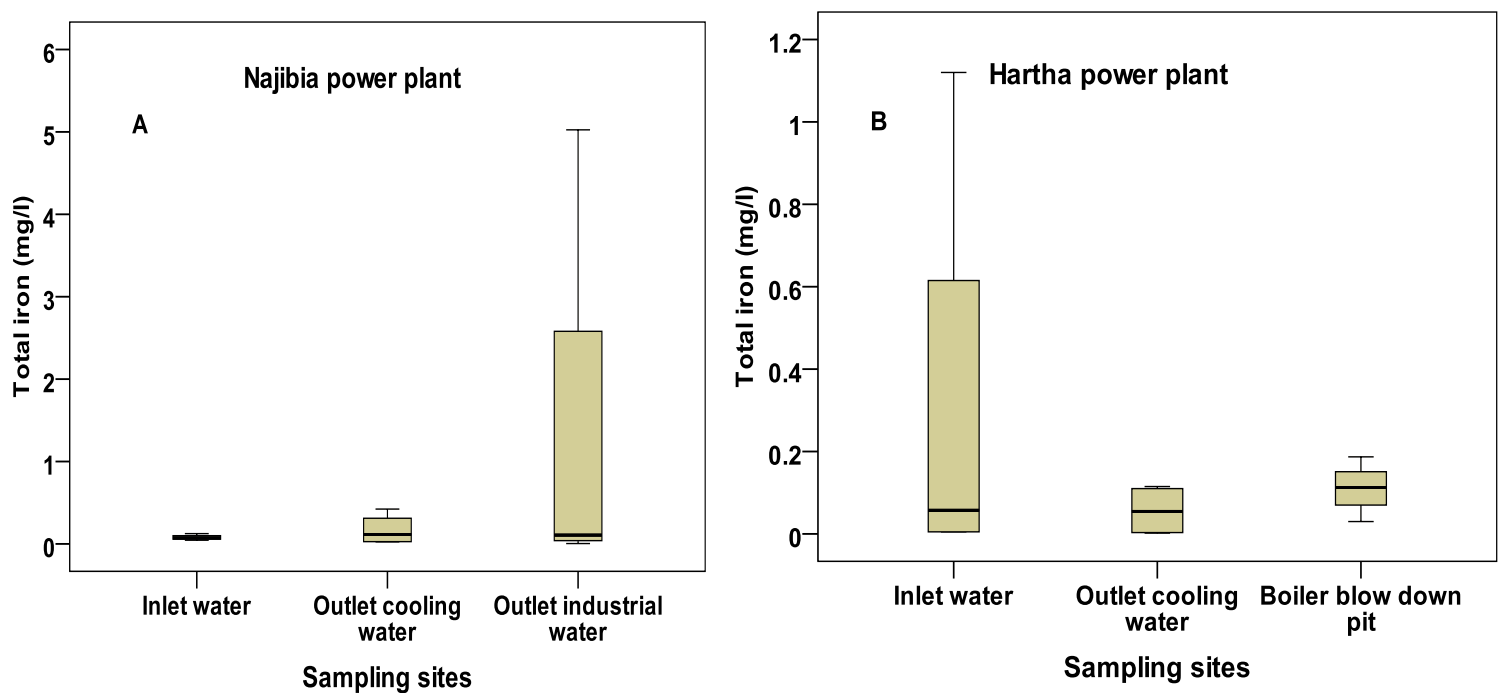 Najibia power plant
A
Total iron (mg/l)
6
5
4
3
2
1
0
Inlet water
Outlet cooling
water
Outlet industrial
water
Sampling sites
Hartha power plant
B
Total iron (mg/l)
1.2
1
0.8
0.6
0.4
0.2
0
Inlet water
Outlet cooling
water
Boiler blow down
pit
Sampling sites